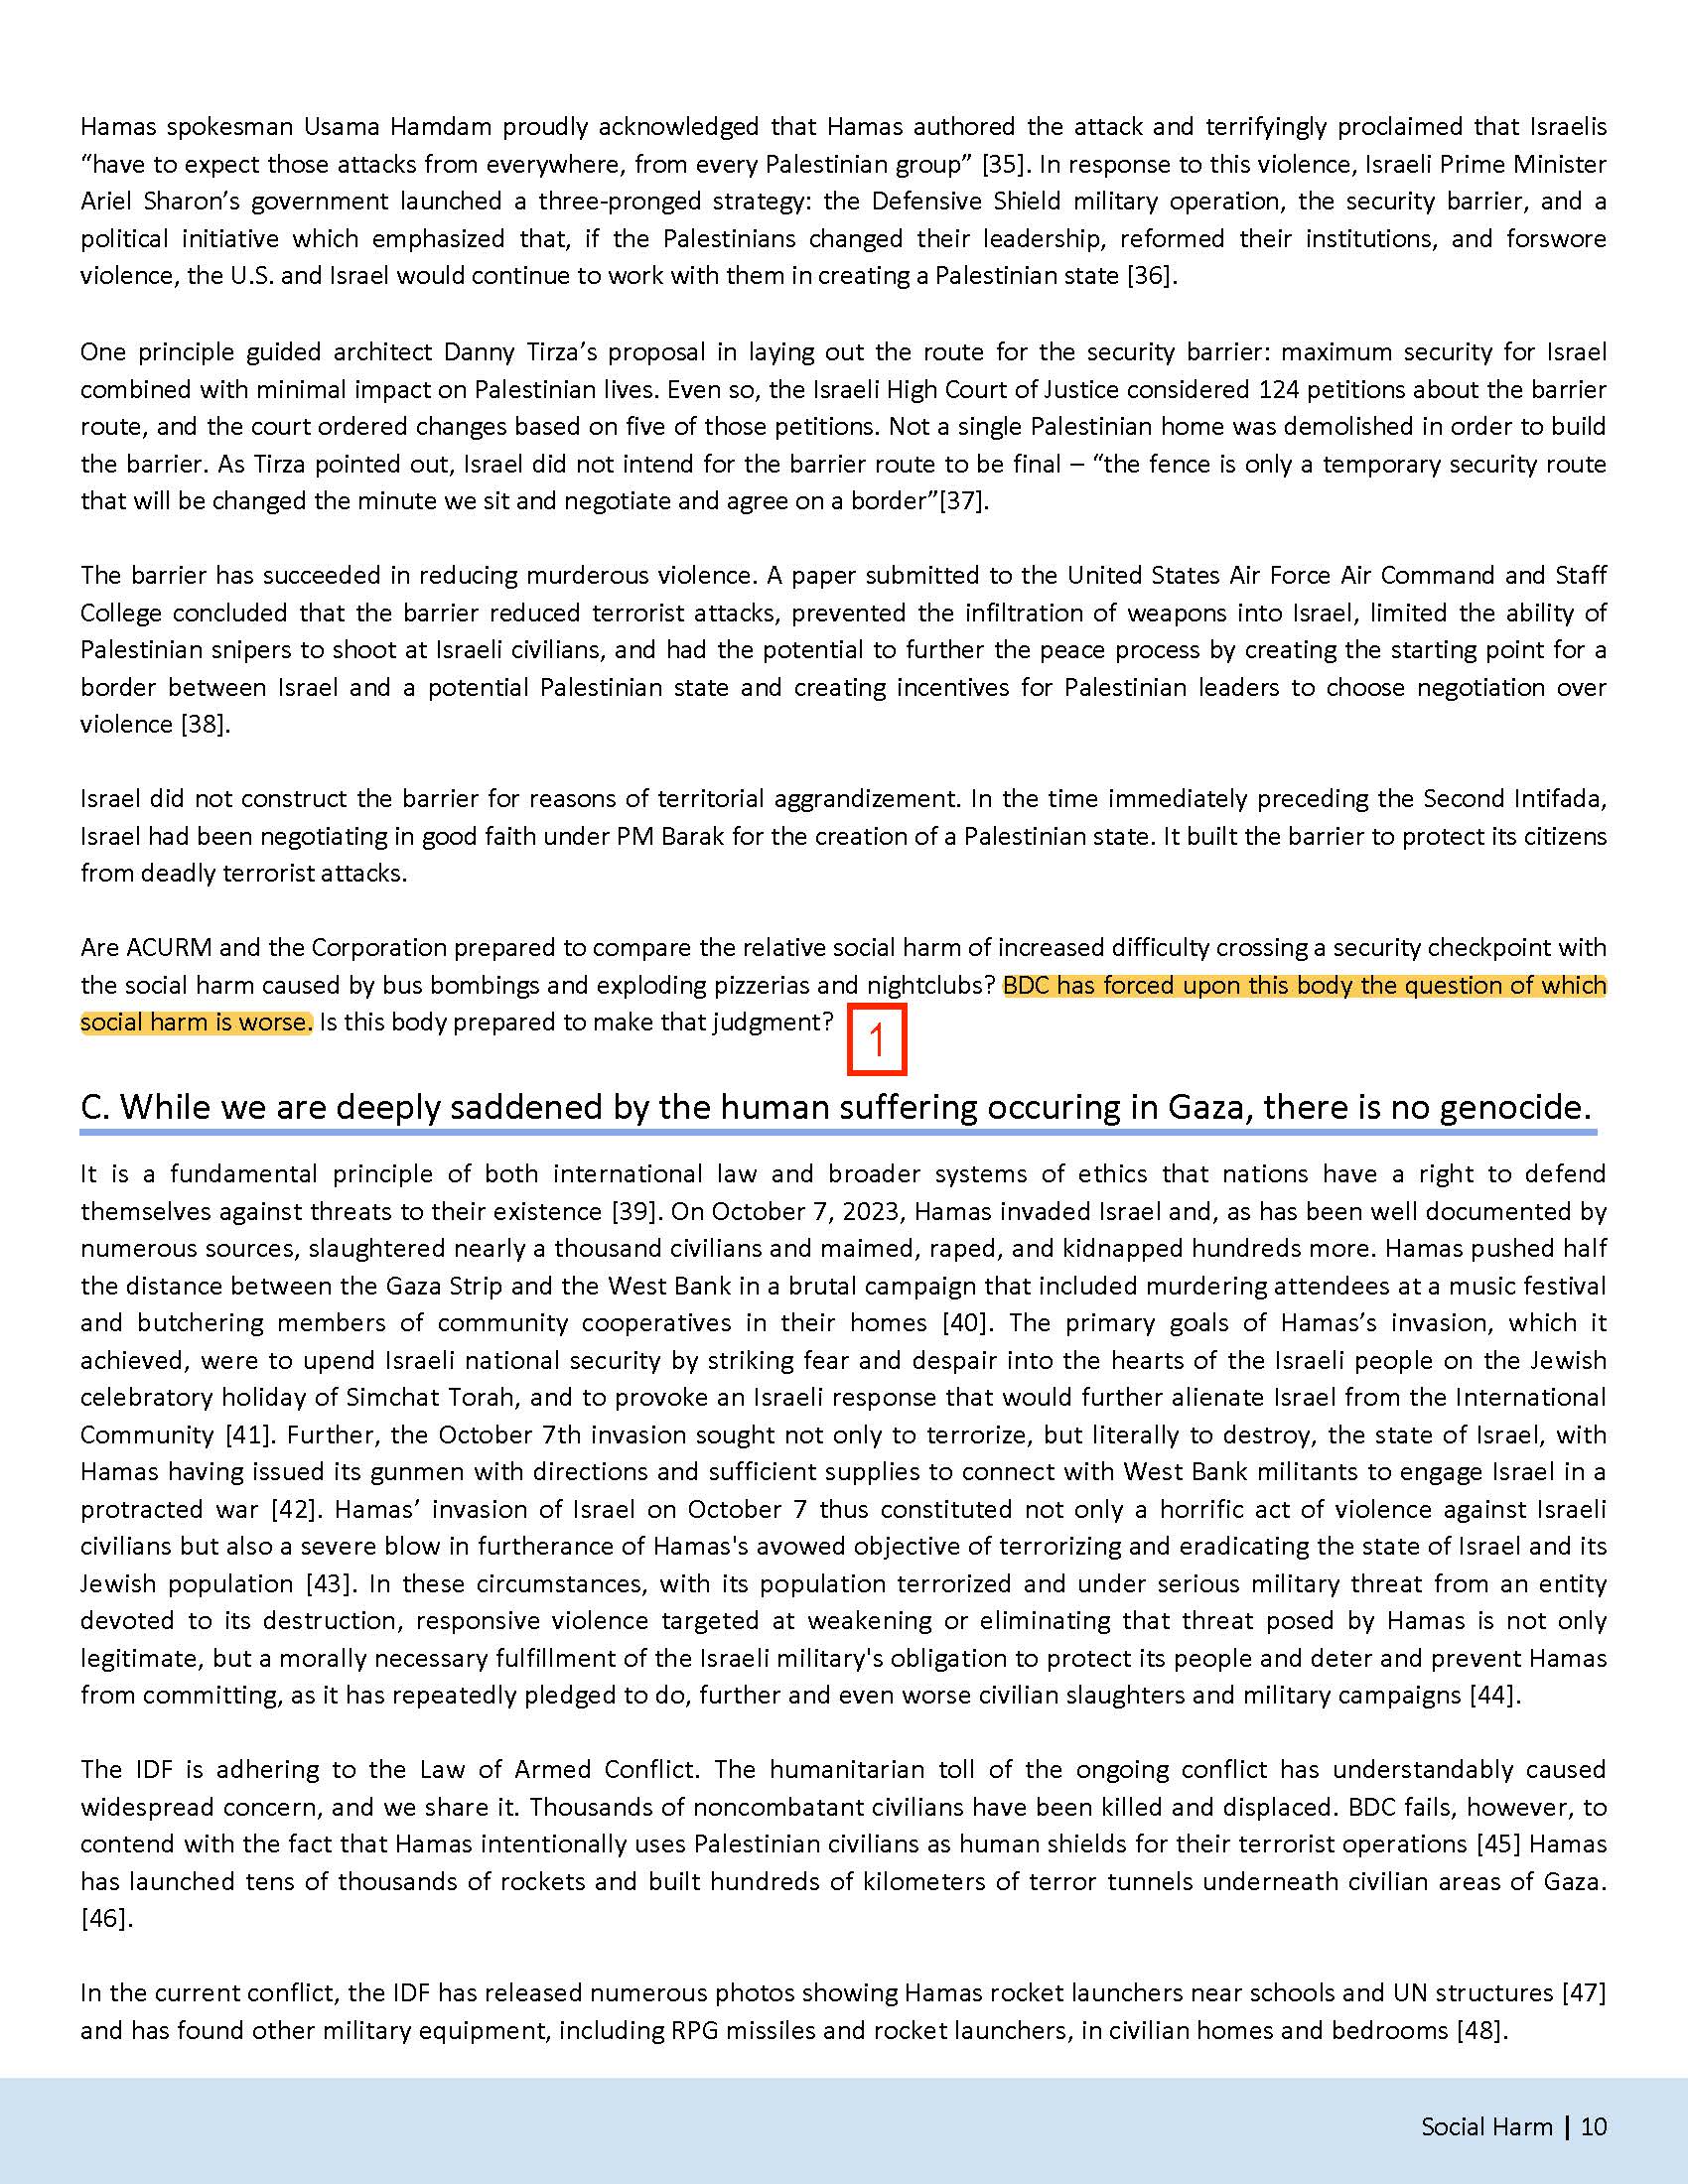 Hamas spokesman Usama Hamdam proudly acknowledged that Hamas authored the attack and terrifyingly proclaimed that Israelis
“have to expect those attacks from everywhere, from every Palestinian group” [35]. In response to this violence, Israeli Prime Minister
Ariel Sharon’s government launched a three-pronged strategy: the Defensive Shield military operation, the security barrier, and a
political initiative which emphasized that, if the Palestinians changed their leadership, reformed their institutions, and forswore
violence, the U.S. and Israel would continue to work with them in creating a Palestinian state [36].
One principle guided architect Danny Tirza’s proposal in laying out the route for the security barrier: maximum security for Israel
combined with minimal impact on Palestinian lives. Even so, the Israeli High Court of Justice considered 124 petitions about the barrier
route, and the court ordered changes based on five of those petitions. Not a single Palestinian home was demolished in order to build
the barrier. As Tirza pointed out, Israel did not intend for the barrier route to be final – “the fence is only a temporary security route
that will be changed the minute we sit and negotiate and agree on a border”[37].
The barrier has succeeded in reducing murderous violence. A paper submitted to the United States Air Force Air Command and Staff
College concluded that the barrier reduced terrorist attacks, prevented the infiltration of weapons into Israel, limited the ability of
Palestinian snipers to shoot at Israeli civilians, and had the potential to further the peace process by creating the starting point for a
border between Israel and a potential Palestinian state and creating incentives for Palestinian leaders to choose negotiation over
violence [38].
Israel did not construct the barrier for reasons of territorial aggrandizement. In the time immediately preceding the Second Intifada,
Israel had been negotiating in good faith under PM Barak for the creation of a Palestinian state. It built the barrier to protect its citizens
from deadly terrorist attacks.
Are ACURM and the Corporation prepared to compare the relative social harm of increased difficulty crossing a security checkpoint with
the social harm caused by bus bombings and exploding pizzerias and nightclubs? BDC has forced upon this body the question of which
social harm is worse. Is this body prepared to make that judgment?
1
C. While we are deeply saddened by the human suffering occuring in Gaza, there is no genocide.
It is a fundamental principle of both international law and broader systems of ethics that nations have a right to defend
themselves against threats to their existence [39]. On October 7, 2023, Hamas invaded Israel and, as has been well documented by
numerous sources, slaughtered nearly a thousand civilians and maimed, raped, and kidnapped hundreds more. Hamas pushed half
the distance between the Gaza Strip and the West Bank in a brutal campaign that included murdering attendees at a music festival
and butchering members of community cooperatives in their homes [40]. The primary goals of Hamas’s invasion, which it
achieved, were to upend Israeli national security by striking fear and despair into the hearts of the Israeli people on the Jewish
celebratory holiday of Simchat Torah, and to provoke an Israeli response that would further alienate Israel from the International
Community [41]. Further, the October 7th invasion sought not only to terrorize, but literally to destroy, the state of Israel, with
Hamas having issued its gunmen with directions and sufficient supplies to connect with West Bank militants to engage Israel in a
protracted war [42]. Hamas’ invasion of Israel on October 7 thus constituted not only a horrific act of violence against Israeli
civilians but also a severe blow in furtherance of Hamas's avowed objective of terrorizing and eradicating the state of Israel and its
Jewish population [43]. In these circumstances, with its population terrorized and under serious military threat from an entity
devoted to its destruction, responsive violence targeted at weakening or eliminating that threat posed by Hamas is not only
legitimate, but a morally necessary fulfillment of the Israeli military's obligation to protect its people and deter and prevent Hamas
from committing, as it has repeatedly pledged to do, further and even worse civilian slaughters and military campaigns [44].
The IDF is adhering to the Law of Armed Conflict. The humanitarian toll of the ongoing conflict has understandably caused
widespread concern, and we share it. Thousands of noncombatant civilians have been killed and displaced. BDC fails, however, to
contend with the fact that Hamas intentionally uses Palestinian civilians as human shields for their terrorist operations [45] Hamas
has launched tens of thousands of rockets and built hundreds of kilometers of terror tunnels underneath civilian areas of Gaza.
[46].
In the current conflict, the IDF has released numerous photos showing Hamas rocket launchers near schools and UN structures [47]
and has found other military equipment, including RPG missiles and rocket launchers, in civilian homes and bedrooms [48].
Social Harm | 10